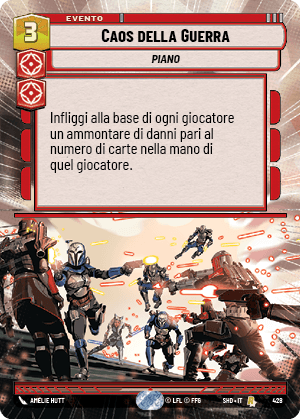 EVENTO
3
Caos della Guerra
PIANO
Infliggi alla base di ogni giocatore
un ammontare di danni pari al
numero di carte nella mano di
quel giocatore.
AMÉLIE HUTT
© LFL © FFG
SHD • IT
428